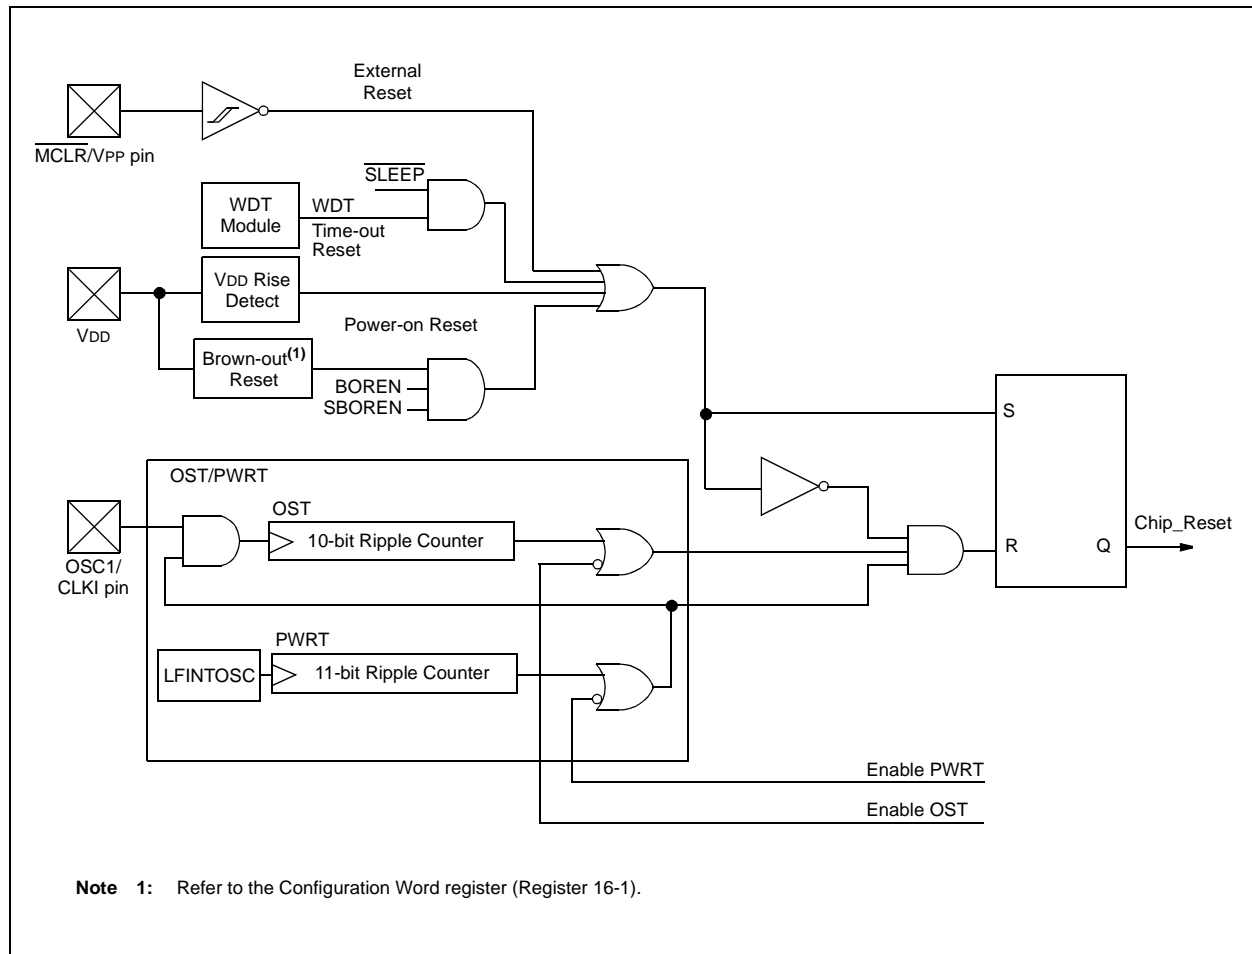 External
Reset
MCLR/VPP pin
SLEEP
WDT
Module
WDT
Time-out
Reset
VDD
VDD Rise
Detect
Power-on Reset
Brown-out(1)
Reset
BOREN
SBOREN
S
R
Q
Chip_Reset
OST/PWRT
OSC1/
CLKI pin
OST
10-bit Ripple Counter
PWRT
LFINTOSC
11-bit Ripple Counter
Enable PWRT
Enable OST
Note 1: Refer to the Configuration Word register (Register 16-1).